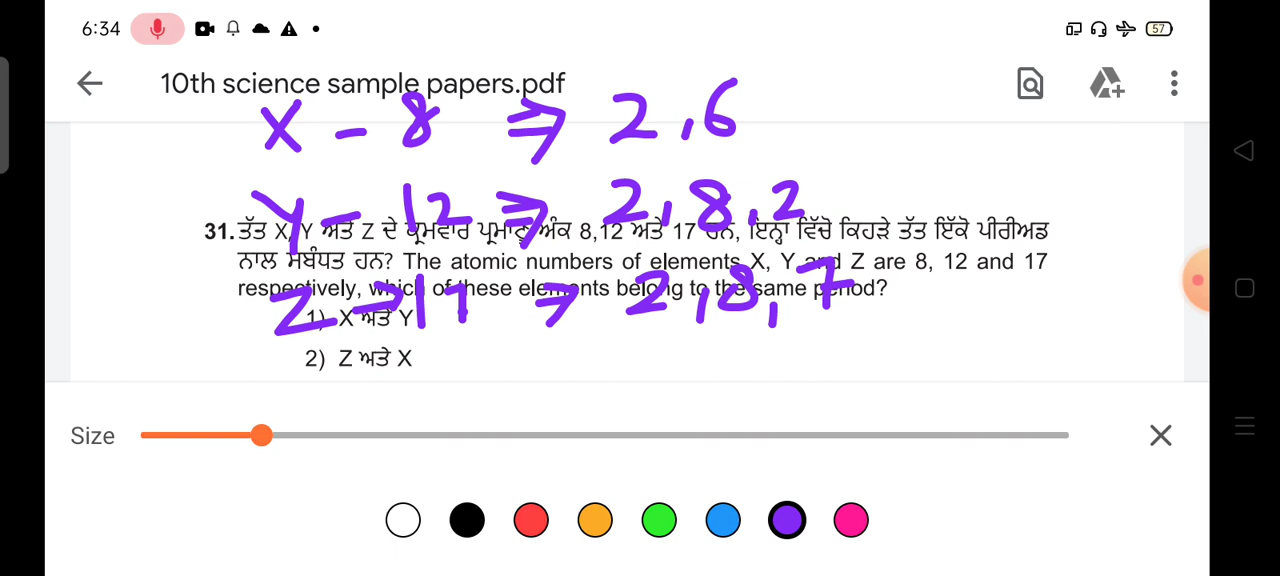 6:34 57
10th science sample papers.pdf
X - 8 ⇒ 2,6
Y - 12 ⇒ 2,8,2
31. ਤੱਤ X, Y ਅਤੇ Z ਦੇ ਕ੍ਰਮਵਾਰ ਪ੍ਰਮਾਣੂ ਅੰਕ 8,12 ਅਤੇ 17 ਹਨ, ਇਨ੍ਹਾ ਵਿੱਚੋ ਕਿਹੜੇ ਤੱਤ ਇੱਕੋ ਪੀਰੀਅਡ
ਨਾਲ ਸਬੰਧਤ ਹਨ? The atomic numbers of elements X, Y and Z are 8, 12 and 17
respectively, which of these elements belong to the same period?
Z → 17 ⇒ 2,8,7
1) X ਅਤੇ Y
2) Z ਅਤੇ X
Size